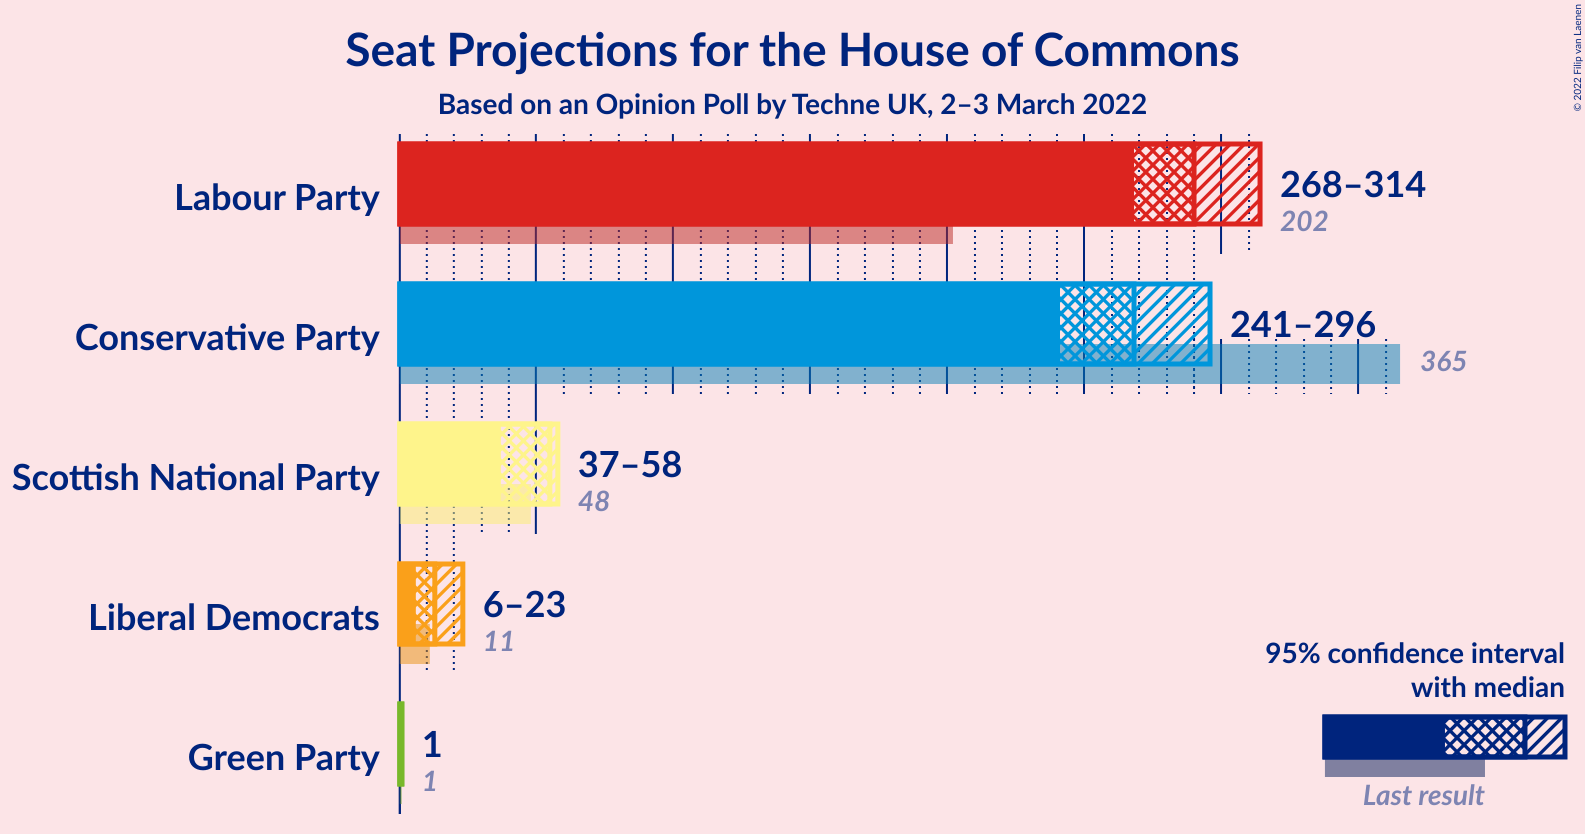 Seat Projections for the House of Commons
Based on an Opinion Poll by Techne UK, 2–3 March 2022
© 2022 Filip van Laenen
Labour Party
268–314
202
Conservative Party
241–296
365
Scottish National Party
37–58
48
Liberal Democrats
6–23
11
Green Party
1
1
95% confidence interval
with median
Last result